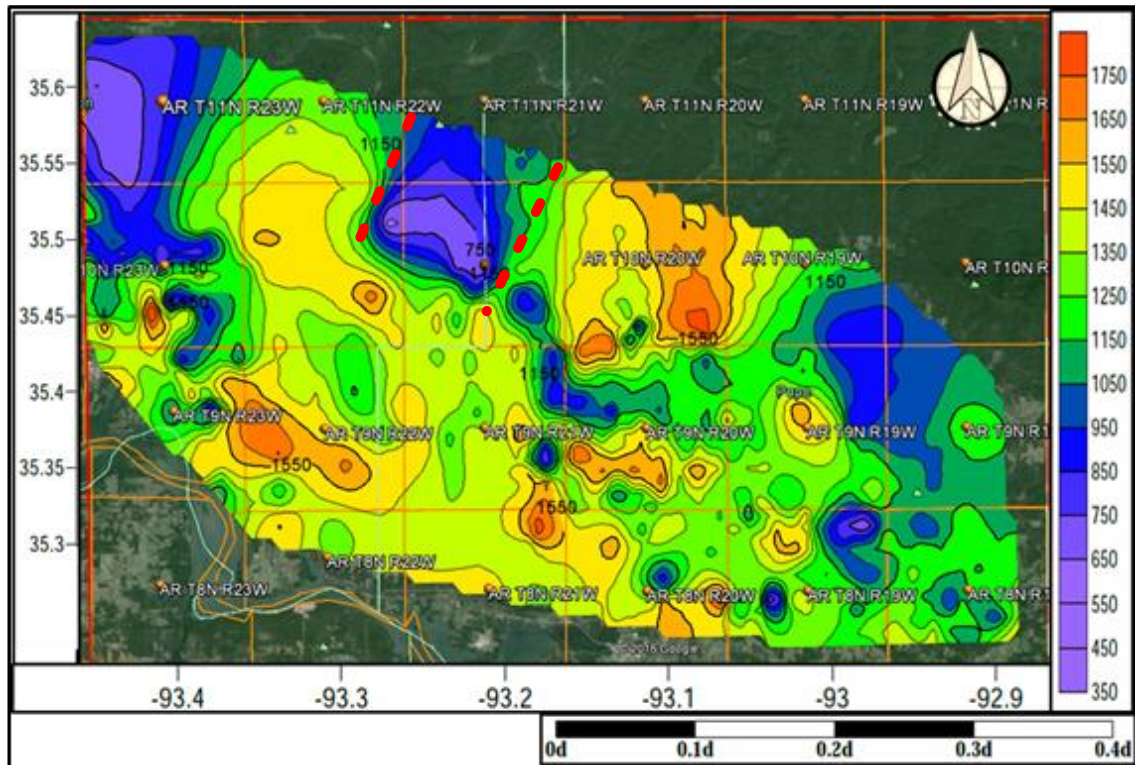 35.6
35.55
35.5
35.45
35.4
35.35
35.3
AR T11N R23W
AR T11N R22W
AR T11N R21W
AR T11N R20W
AR T11N R19W
1N R
1150
750
10N R23W
1150
AR T10N R20W
AR T10N R19W
AR T10N R
1150
1150
1550
1150
Pope
AR T9N R23W
AR T9N R22W
AR T9N R21W
AR T9N R20W
AR T9N R19W
AR T9N R1
1550
1550
AR T8N R22W
AR T8N R23W
AR T8N R21W
AR T8N R20W
AR T8N R19W
AR T8N R1
©2016 Google
N
1750
1650
1550
1450
1350
1250
1150
1050
950
850
750
650
550
450
350
-93.4
-93.3
-93.2
-93.1
-93
-92.9
0d
0.1d
0.2d
0.3d
0.4d